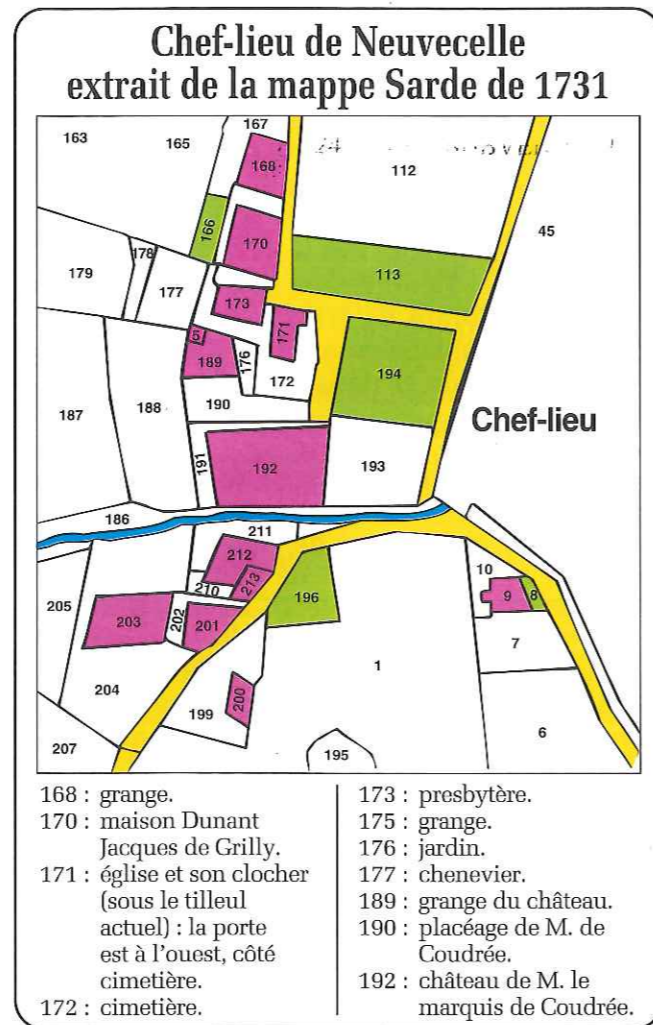 Chef-lieu de Neuvecelle
extrait de la mappe Sarde de 1731
163
165
167
168
112
45
166
170
113
178
179
177
173
171
5
189
176
172
194
187
188
190
Chef-lieu
191
192
193
186
211
212
210
213
10
9
8
205
203
202
201
196
7
1
204
200
199
6
207
195
168 : grange.
170 : maison Dunant
Jacques de Grilly.
171 : église et son clocher
(sous le tilleul
actuel) : la porte
est à l'ouest, côté
cimetière.
172 : cimetière.
173 : presbytère.
175 : grange.
176 : jardin.
177 : chenevier.
189 : grange du château.
190 : placéage de M. de
Coudrée.
192 : château de M. le
marquis de Coudrée.